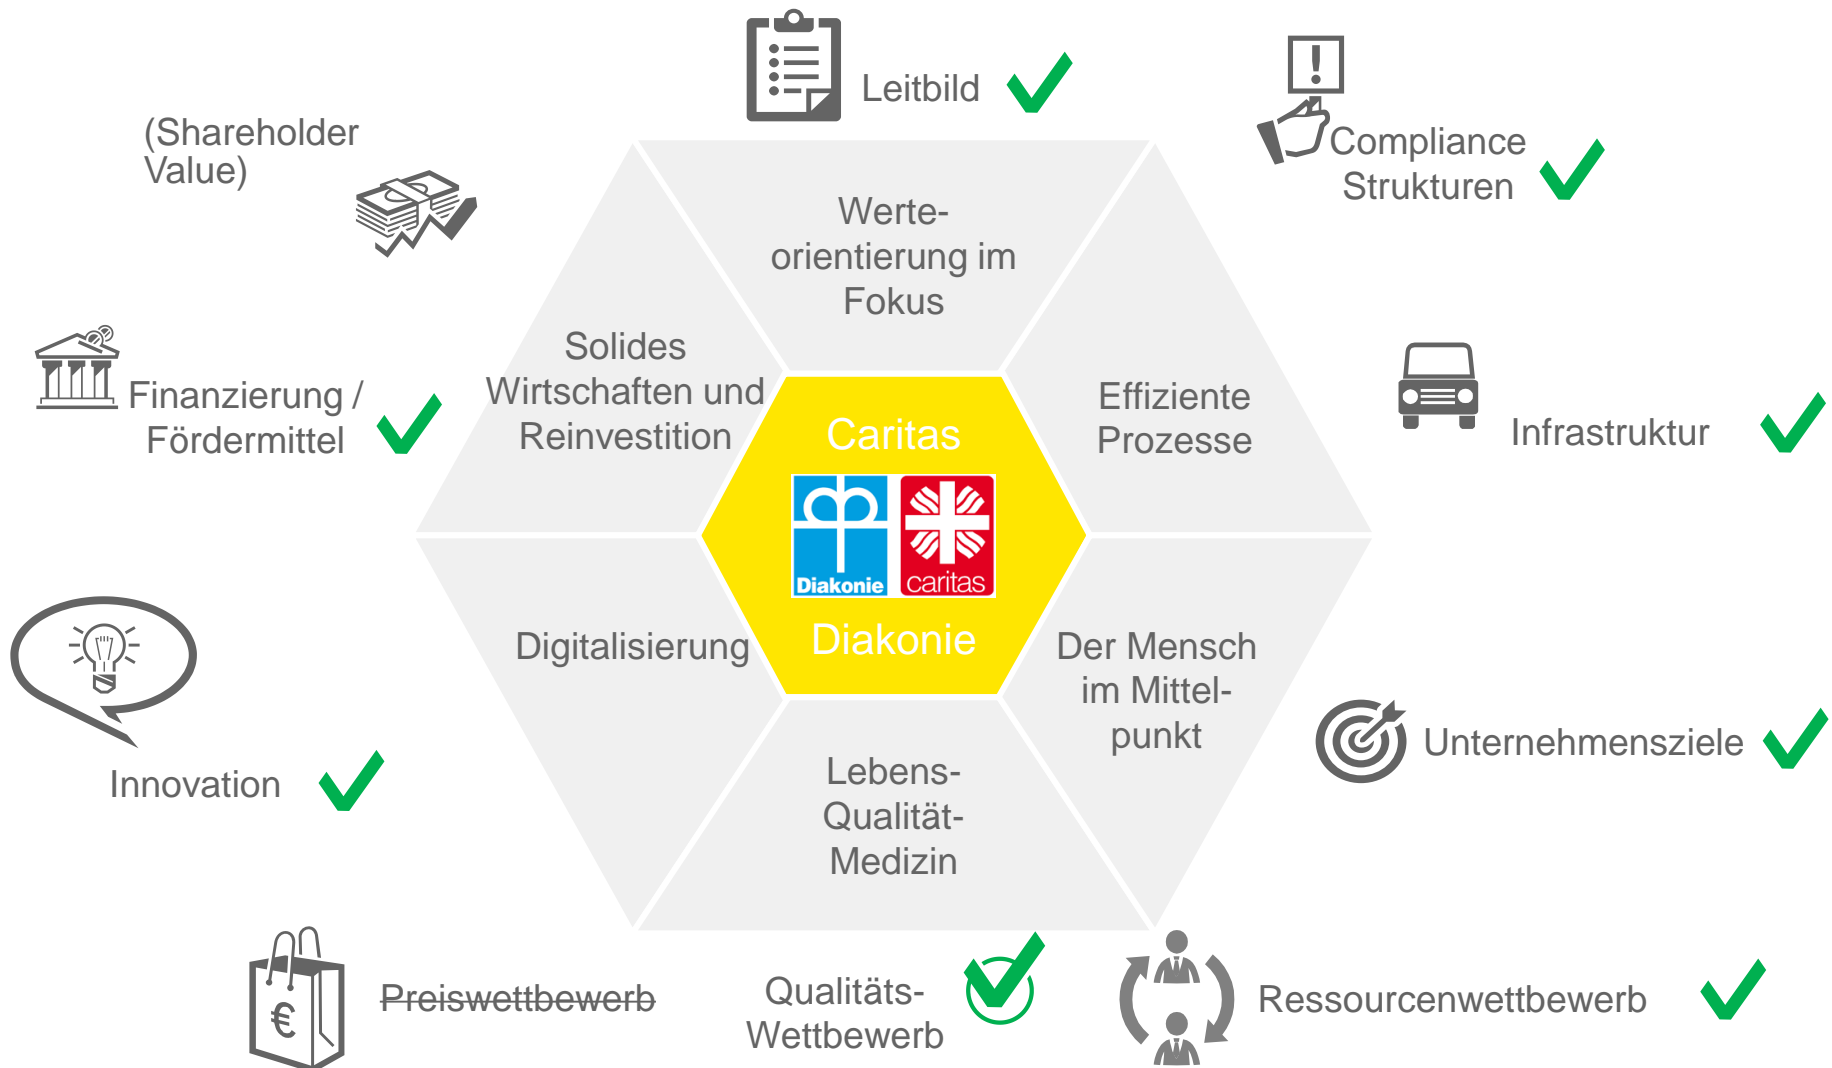 Leitbild
!
Compliance
Strukturen
(Shareholder
Value)
Werte-
orientierung im
Fokus
Solides
Wirtschaften und
Reinvestition
Effiziente
Prozesse
Finanzierung /
Fördermittel
Infrastruktur
Caritas
Diakonie
caritas
Diakonie
Digitalisierung
Der Mensch
im Mittel-
punkt
Unternehmensziele
Innovation
Lebens-
Qualität-
Medizin
€
Preiswettbewerb
Qualitäts-
Wettbewerb
Ressourcenwettbewerb